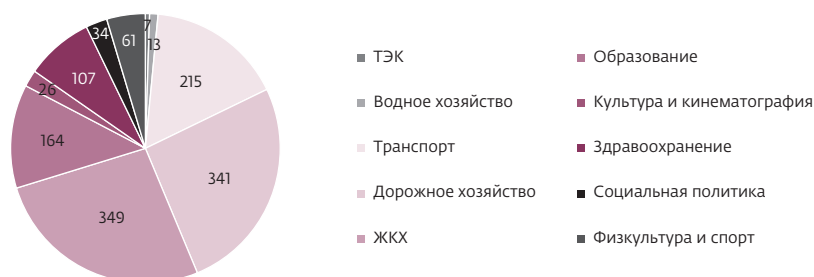 7
13
34
61
215
107
26
164
341
349
ТЭК
Водное хозяйство
Транспорт
Дорожное хозяйство
ЖКХ
Образование
Культура и кинематография
Здравоохранение
Социальная политика
Физкультура и спорт